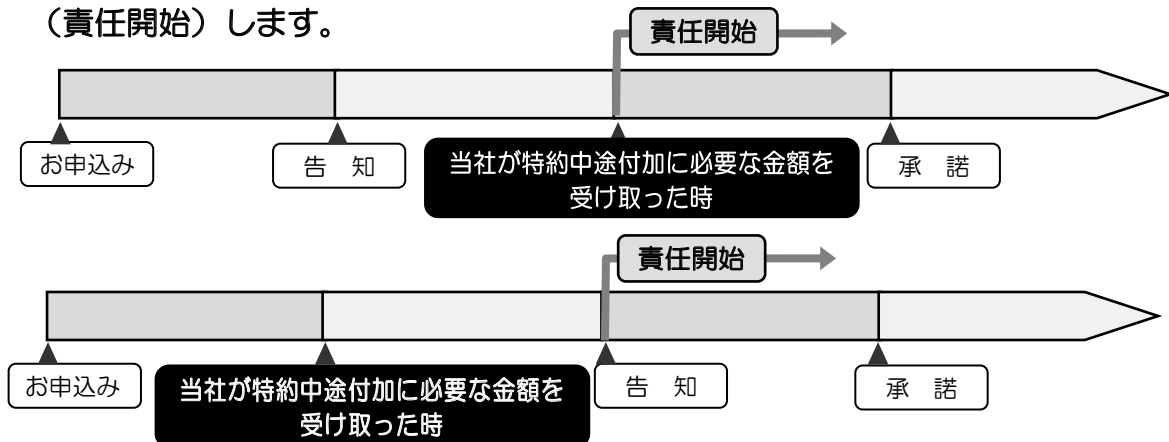 （責任開始）します。
責任開始
お申込み
告　知
当社が特約中途付加に必要な金額を
受け取った時
承　諾
責任開始
お申込み
当社が特約中途付加に必要な金額を
受け取った時
告　知
承　諾